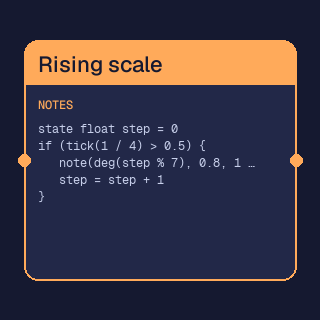 Rising scale
NOTES
state float step = 0
if (tick(1 / 4) > 0.5) {
note(deg(step % 7), 0.8, 1 …
step = step + 1
}